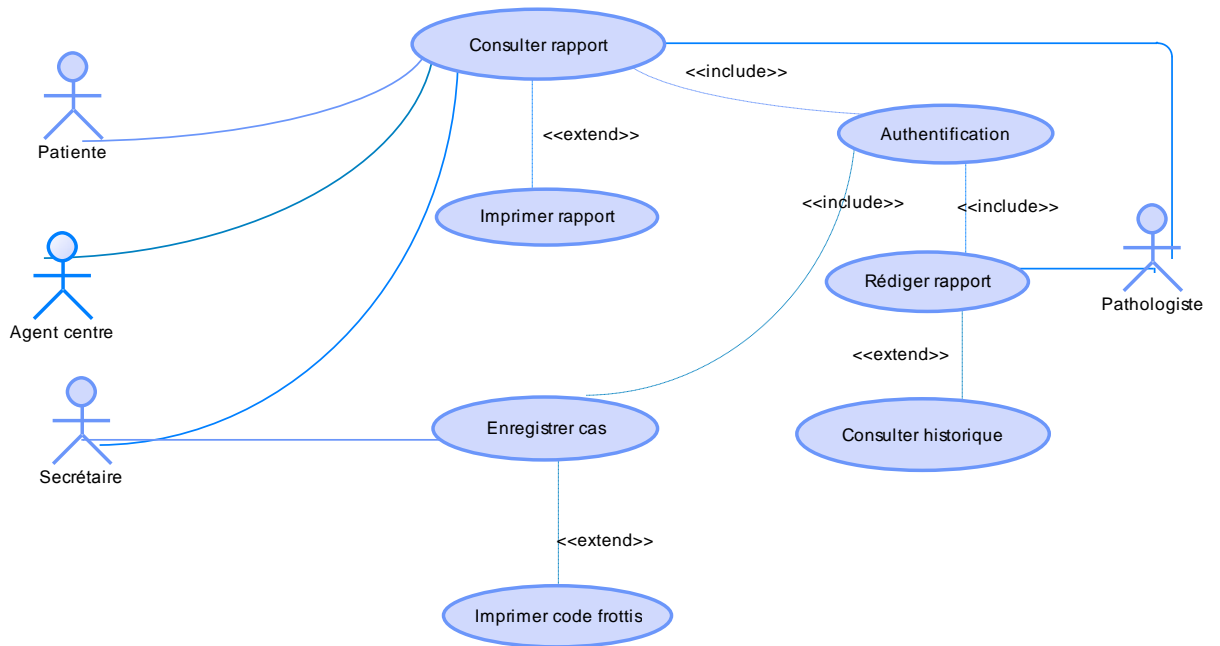 Consulter rapport
<<include>>
Patiente
<<extend>>
Authentification
Imprimer rapport
<<include>>
<<include>>
Agent centre
Rédiger rapport
Pathologiste
<<extend>>
Secrétaire
Enregistrer cas
Consulter historique
<<extend>>
Imprimer code frottis